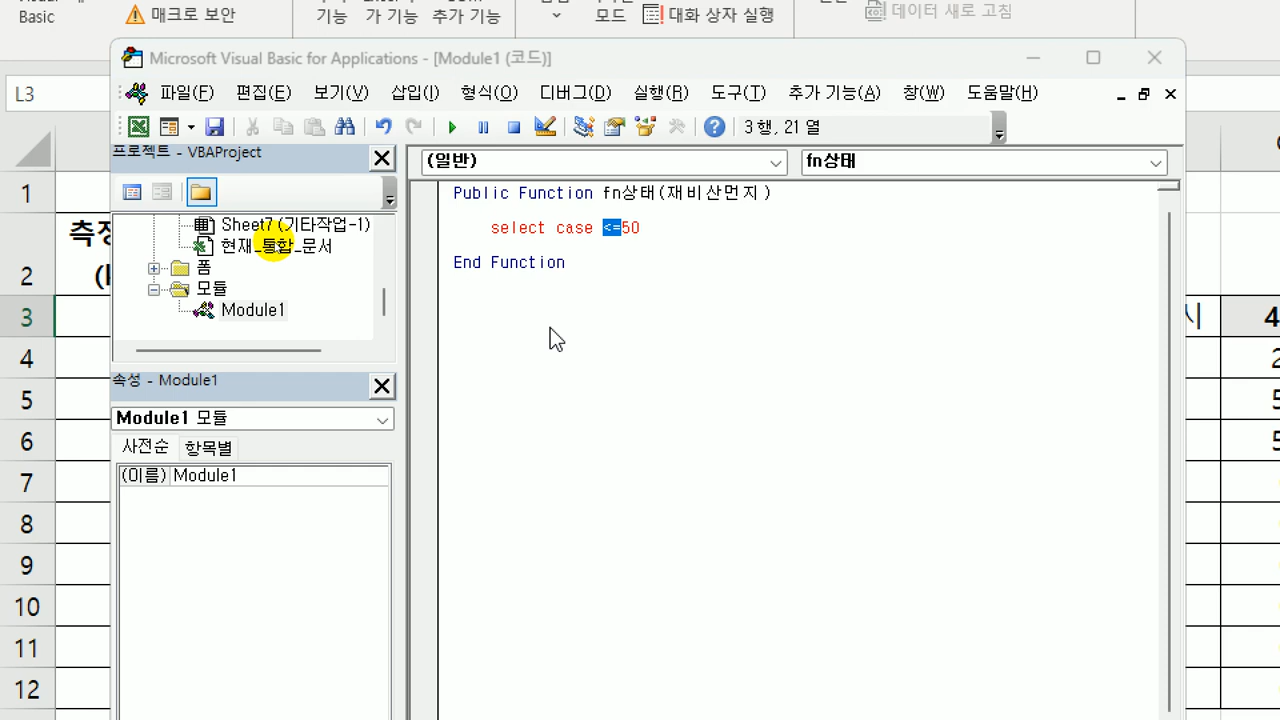 Basic
매크로 보안
기능 가 기능 추가 기능
모드
대화 상자 실행
데이터 새로 고침
Microsoft Visual Basic for Applications - [Module1 (코드)]
L3
파일(F) 편집(E) 보기(V) 삽입(I) 형식(O) 디버그(D) 실행(R) 도구(T) 추가 기능(A) 창(W) 도움말(H)
3 행, 21 열
프로젝트 - VBAProject
(일반)
fn상태
Public Function fn상태(재비산먼지)
select case <=50
End Function
Sheet7 (기타작업-1)
현재_통합_문서
폼
모듈
Module1
속성 - Module1
Module1 모듈
사전순 항목별
(이름) Module1
1
2
3
4
5
6
7
8
9
10
11
12